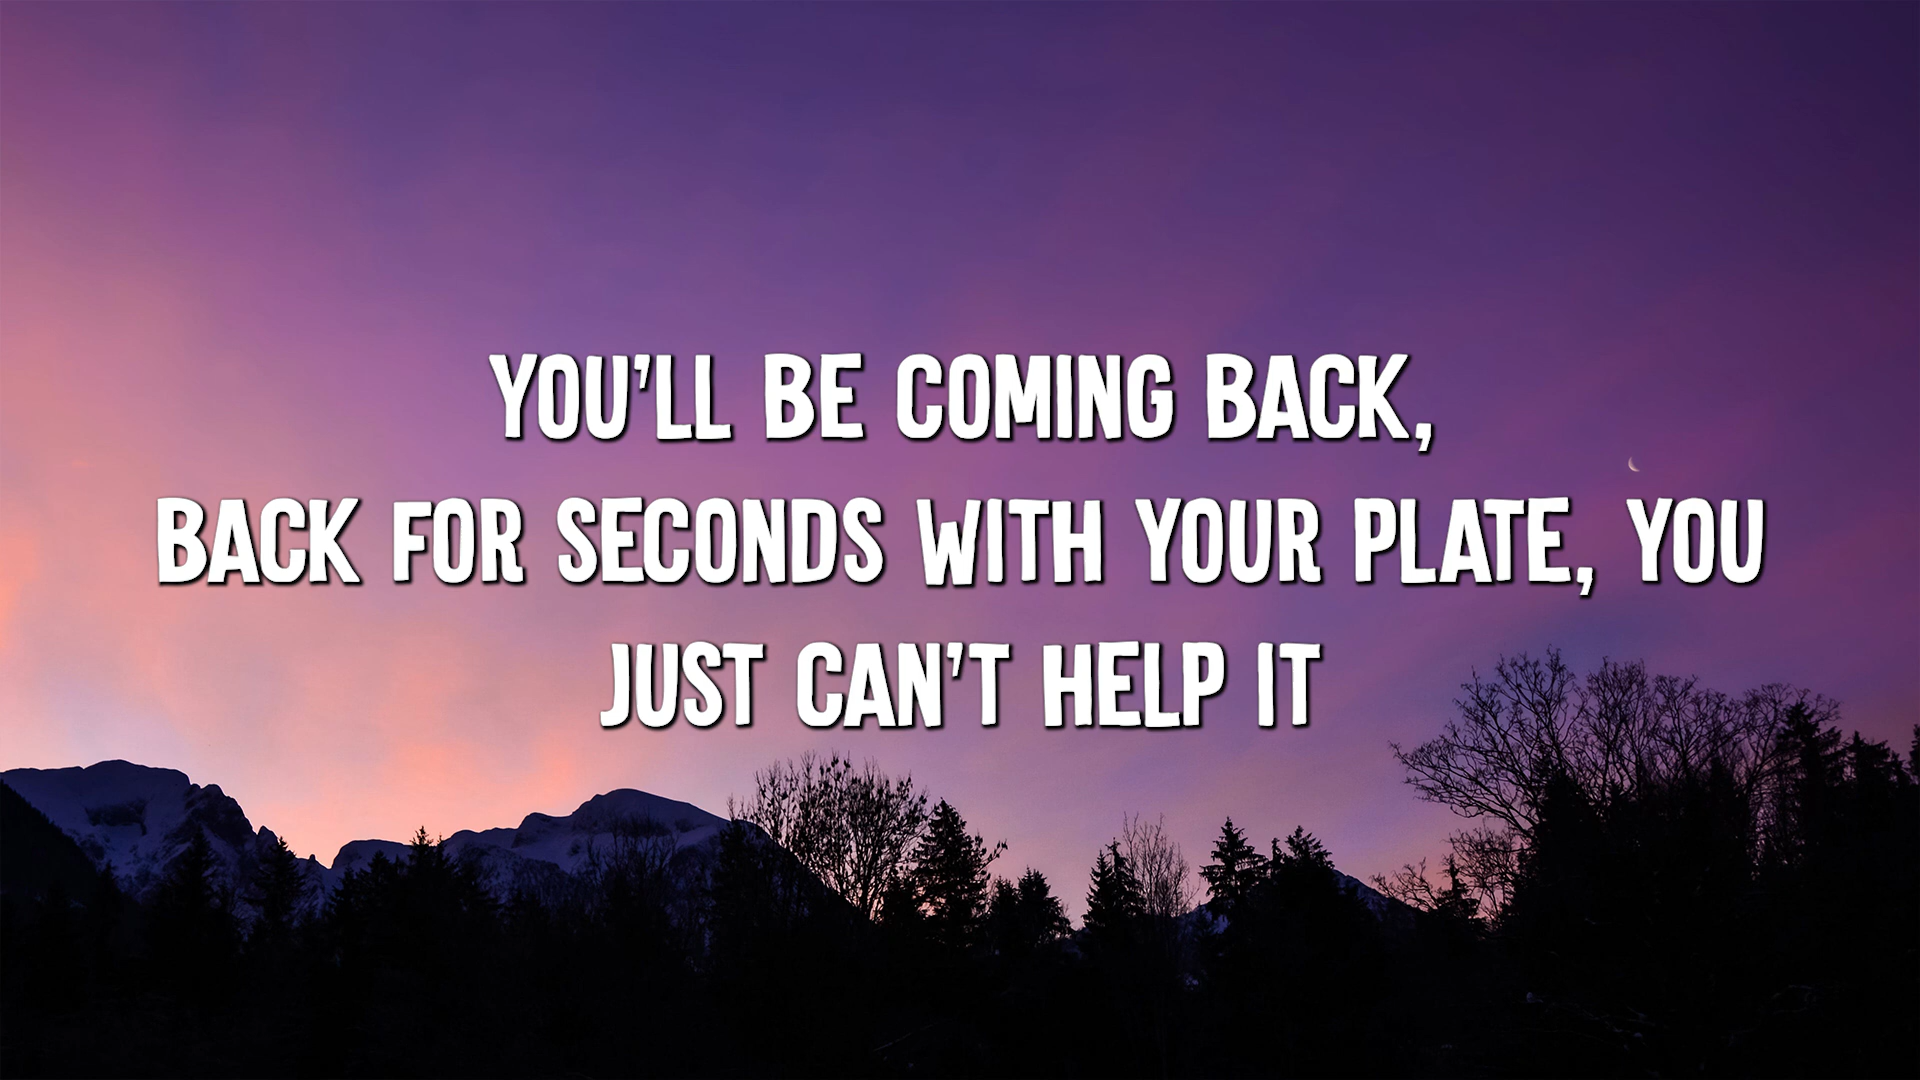 YOU'LL BE COMING BACK,
BACK FOR SECONDS WITH YOUR PLATE, YOU
JUST CAN'T HELP IT